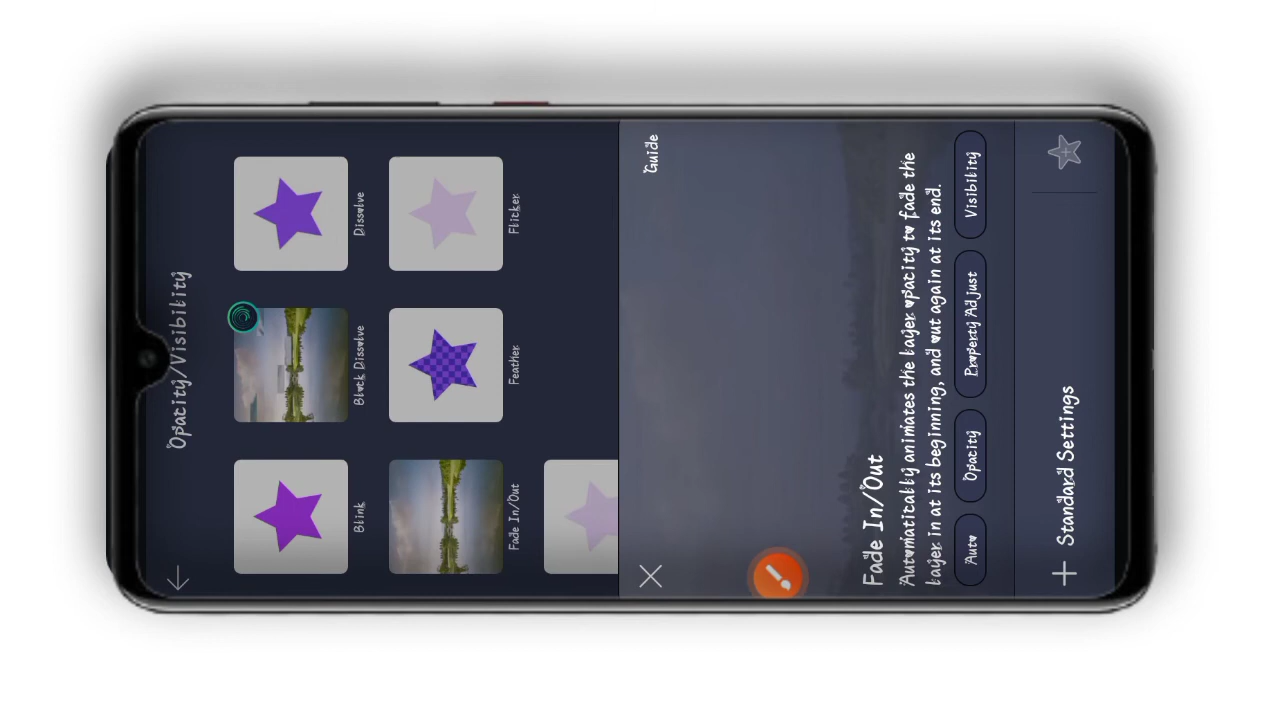 Opacity/Visibility
Blink
Block Dissolve
Dissolve
Fade In/Out
Feather
Flicker
Guide
Fade In/Out
Automatically animates the layer opacity to fade the
layer in at its beginning, and out again at its end.
Auto
Opacity
Property Adjust
Visibility
Standard Settings